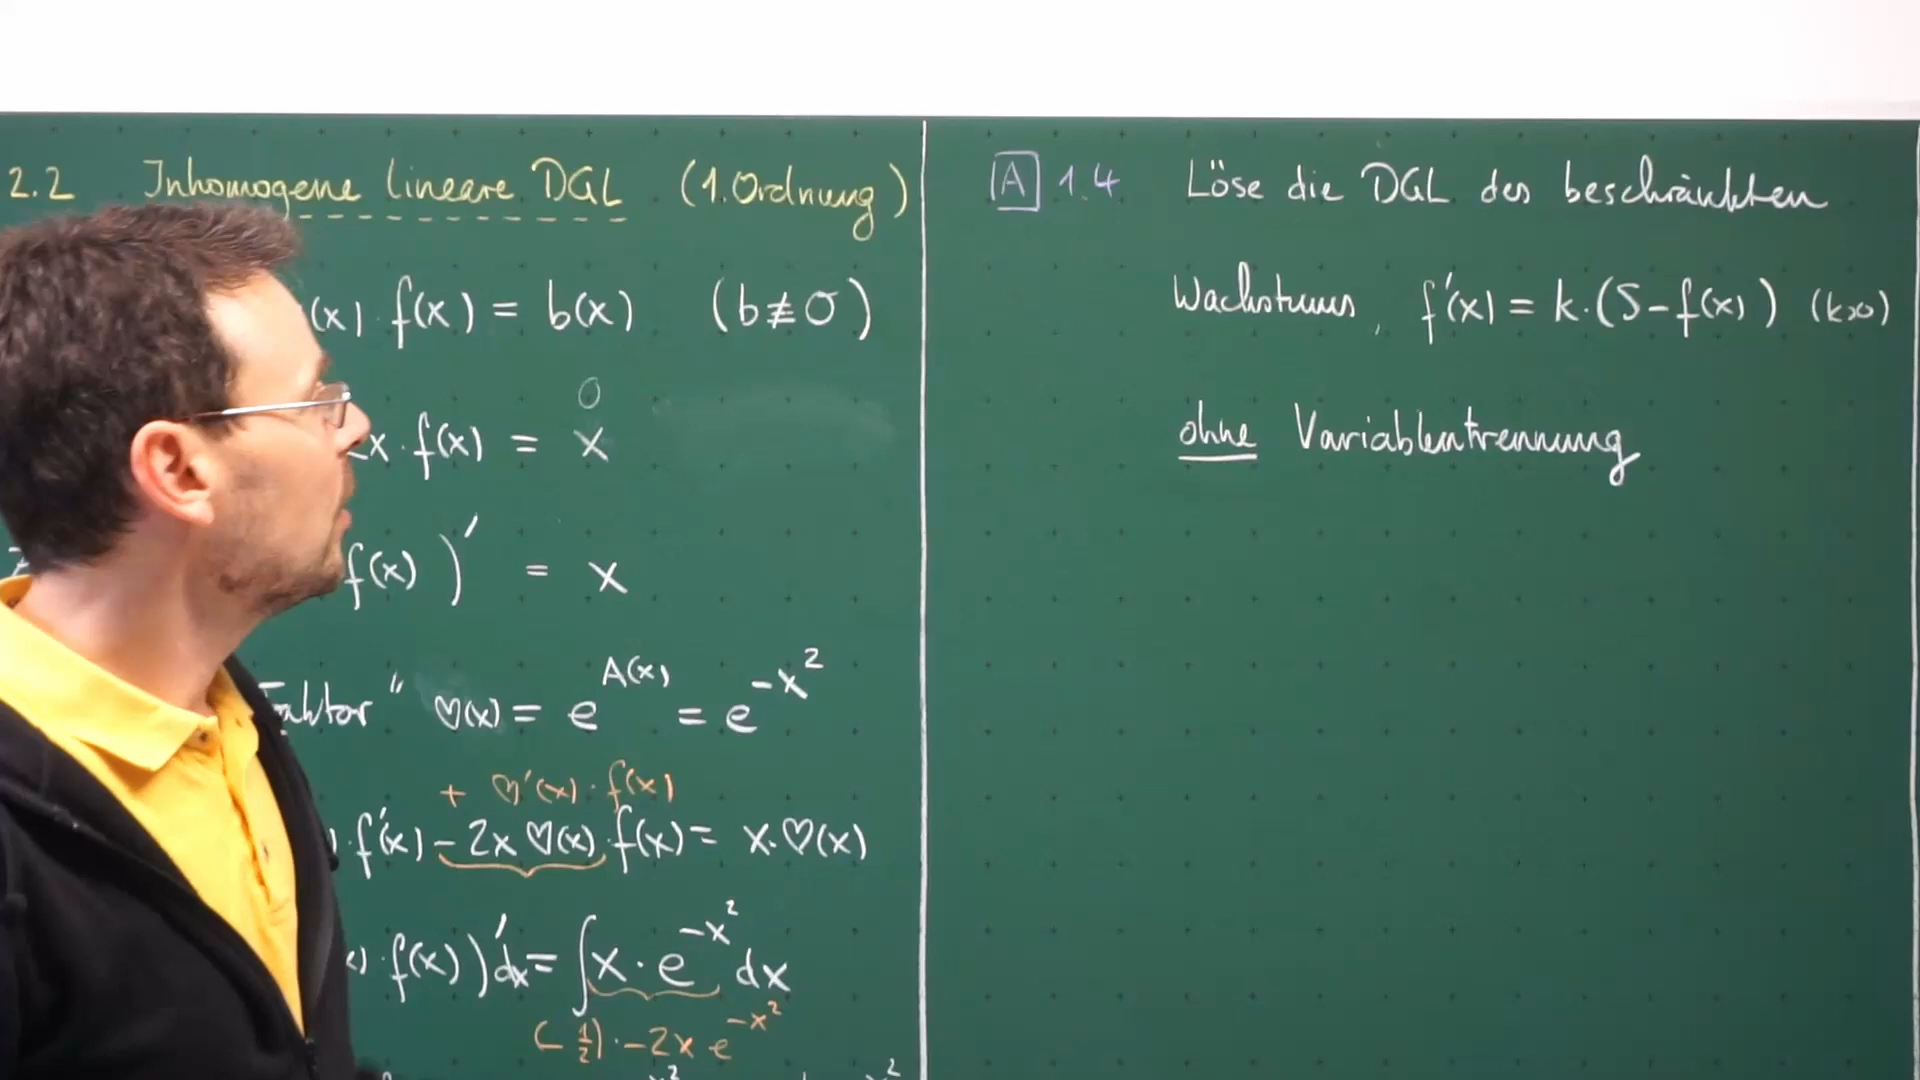 2.2 Inhomogene lineare DGL (1.Ordnung)
(x) f(x) = b(x) (b≢0)
0
2x · f(x) = x
f(x) )' = x
Faktor" ♡(x) = e^A(x) = e^-x²
+ ♡'(x) · f(x)
) · f'(x) - 2x ♡(x) · f(x) = x · ♡(x)
x) · f(x) )' dx = ∫ x · e^-x² dx
(-½) · -2x e^-x²
A 1.4 Löse die DGL des beschränkten
Wachstums, f'(x) = k · (S - f(x)) (k>0)
ohne Variablentrennung